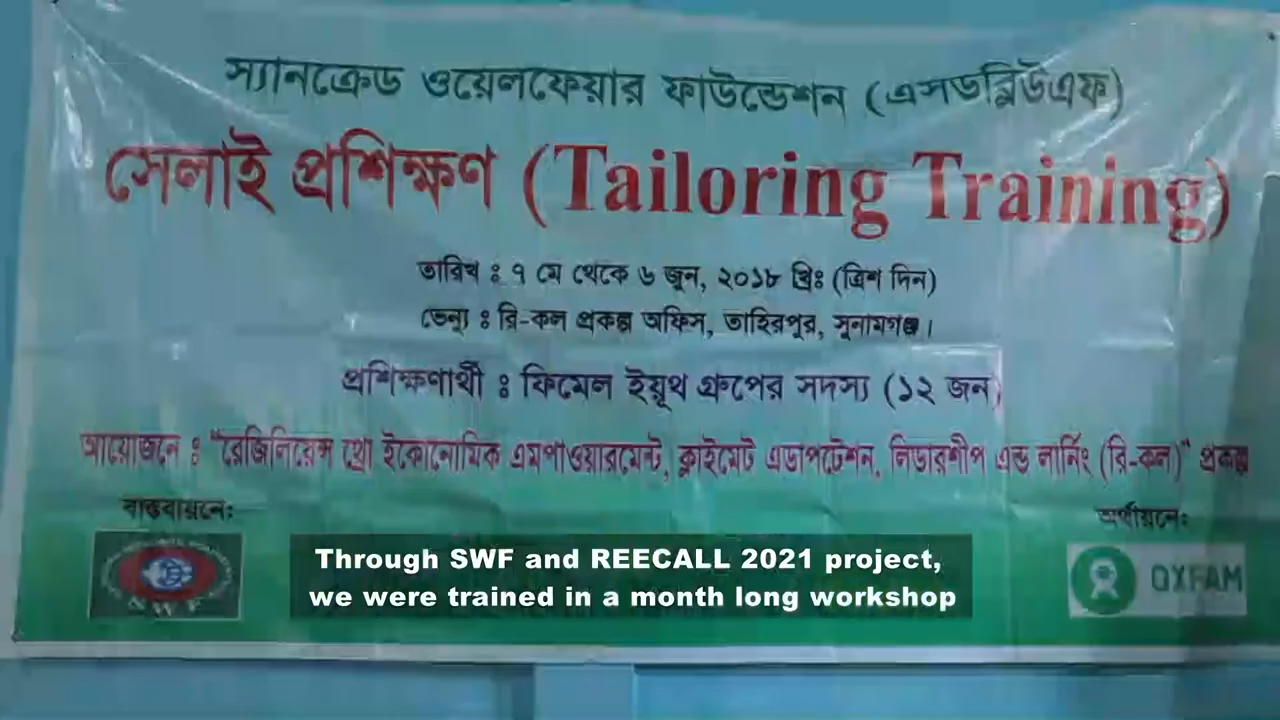 স্যানক্রেড ওয়েলফেয়ার ফাউন্ডেশন (এসডব্লিউএফ)
সেলাই প্রশিক্ষণ (Tailoring Training)
তারিখ ঃ ৭ মে থেকে ৬ জুন, ২০১৮ খ্রিঃ (ত্রিশ দিন)
ভেন্যু ঃ রি-কল প্রকল্প অফিস, তাহিরপুর, সুনামগঞ্জ।
প্রশিক্ষণার্থী ঃ ফিমেল ইয়ূথ গ্রুপের সদস্য (১২ জন)
আয়োজনে ঃ "রেজিলিয়েন্স থ্রো ইকোনোমিক এমপাওয়ারমেন্ট, ক্লাইমেট এডাপটেশন, লিডারশীপ এন্ড লার্নিং (রি-কল)" প্রকল্প
বাস্তবায়নে:
অর্থায়নে:
OXFAM
Through SWF and REECALL 2021 project,
we were trained in a month long workshop